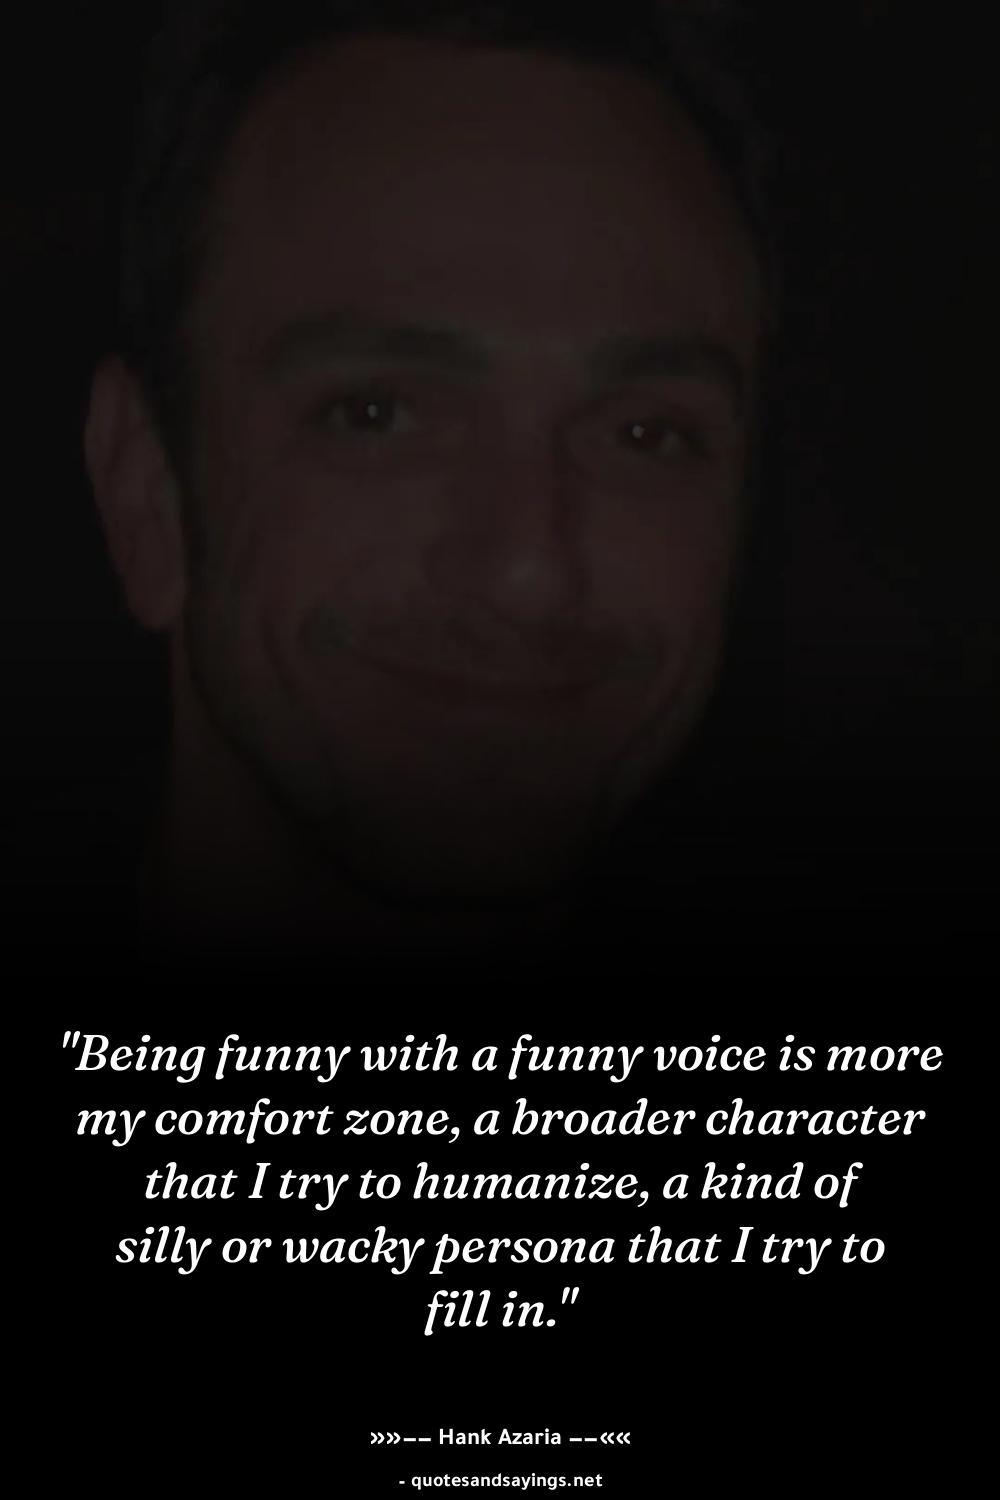 "Being funny with a funny voice is more
my comfort zone, a broader character
that I try to humanize, a kind of
silly or wacky persona that I try to
fill in."
»»—— Hank Azaria ——««
- quotesandsayings.net